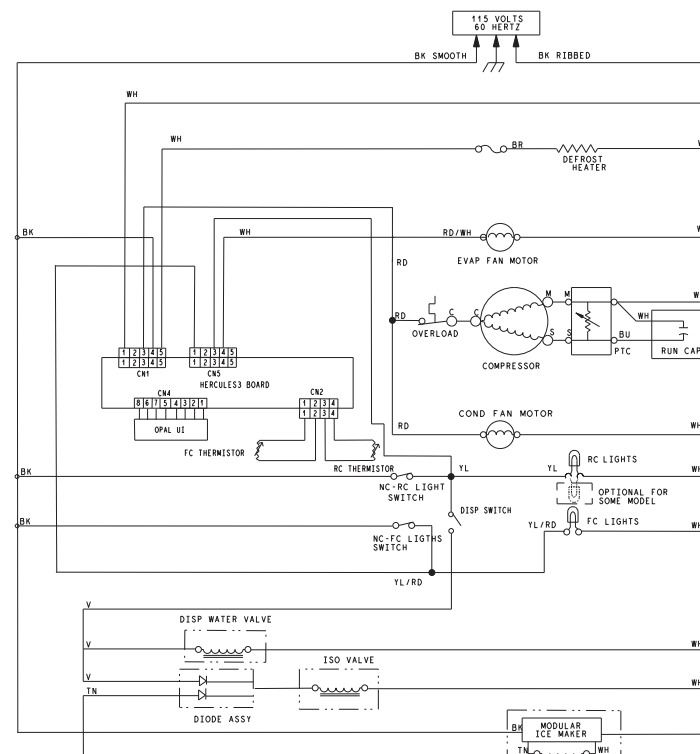 115 VOLTS
60 HERTZ
BK SMOOTH
BK RIBBED
WH
WH
BR
DEFROST
HEATER
BK
WH
RD/WH
EVAP FAN MOTOR
RD
M M
RD
C C
WH
OVERLOAD
S S
BU
PTC
RUN CAP
COMPRESSOR
1 2 3 4 5
1 2 3 4 5
1 2 3 4 5
1 2 3 4 5
CN1
CN5
HERCULES3 BOARD
CN4
CN2
8 6 7 5 4 3 2 1
1 2 3 4
1 2 3 4
OPAL UI
COND FAN MOTOR
RD
WH
FC THERMISTOR
RC THERMISTOR
RC LIGHTS
BK
YL
YL
WH
NC-RC LIGHT
SWITCH
OPTIONAL FOR
SOME MODEL
DISP SWITCH
BK
YL/RD
FC LIGHTS
WH
NC-FC LIGTHS
SWITCH
YL/RD
V
DISP WATER VALVE
V
WH
ISO VALVE
V
TN
WH
DIODE ASSY
BK
MODULAR
ICE MAKER
TN
WH